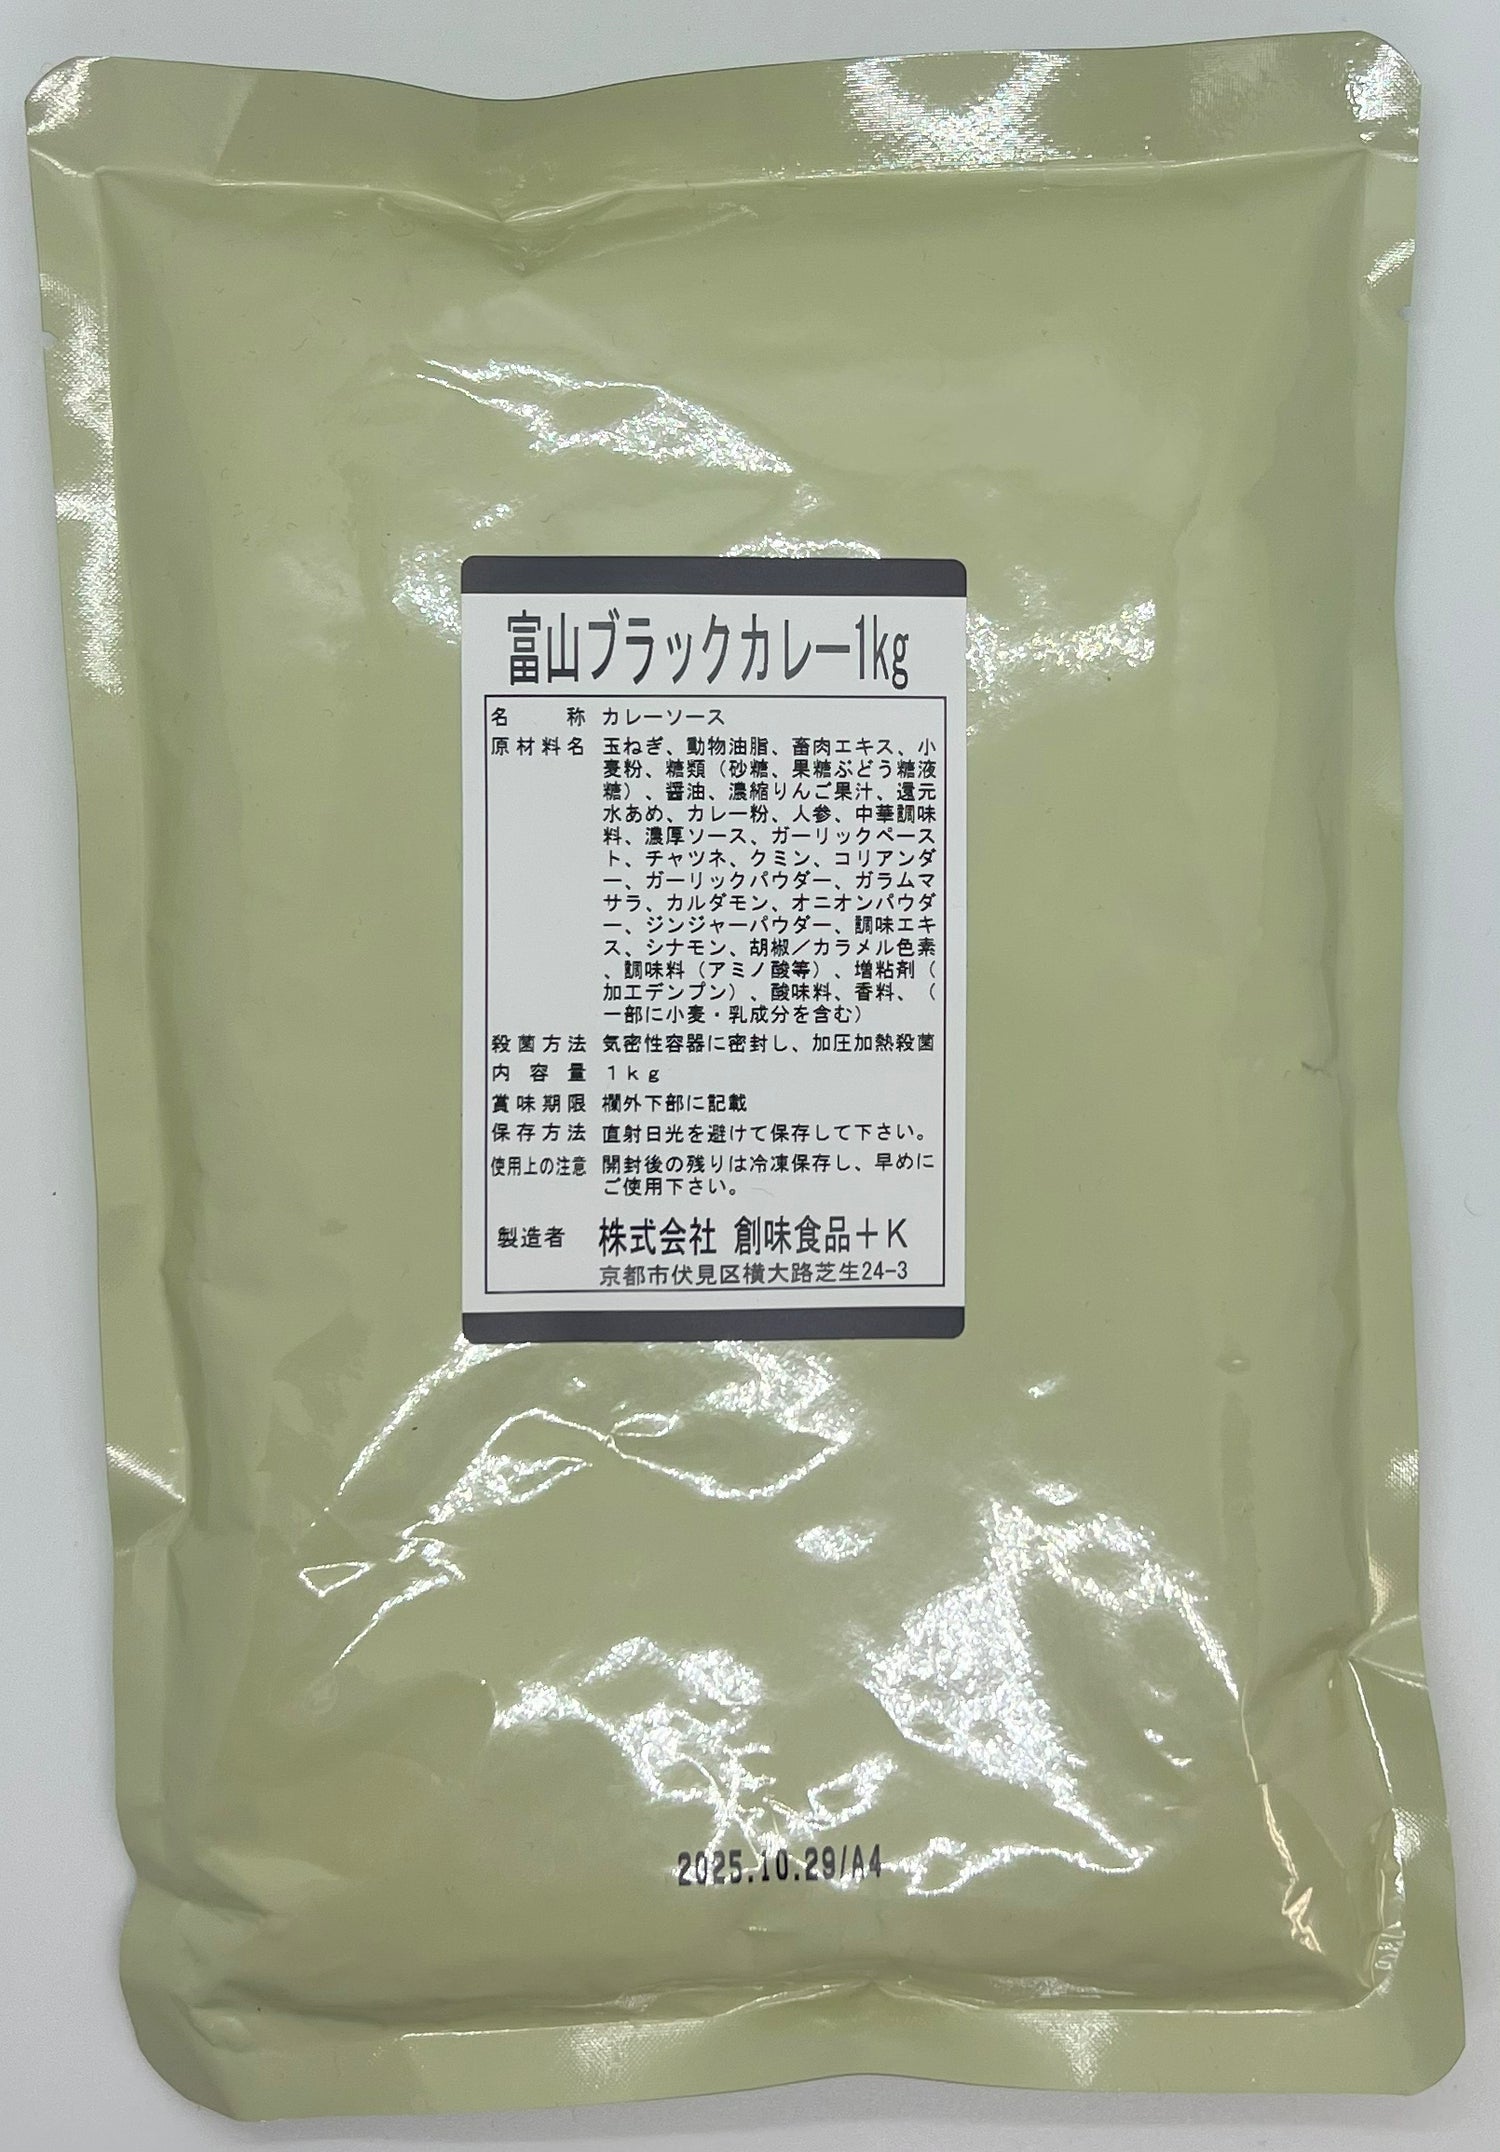 富山ブラックカレー1kg
名称 カレーソース
原材料名 玉ねぎ、動物油脂、畜肉エキス、小
麦粉、糖類（砂糖、果糖ぶどう糖液
糖）、醤油、濃縮りんご果汁、還元
水あめ、カレー粉、人参、中華調味
料、濃厚ソース、ガーリックペース
ト、チャツネ、クミン、コリアンダ
ー、ガーリックパウダー、ガラムマ
サラ、カルダモン、オニオンパウダ
ー、ジンジャーパウダー、調味エキ
ス、シナモン、胡椒／カラメル色素
、調味料（アミノ酸等）、増粘剤（
加工デンプン）、酸味料、香料、（
一部に小麦・乳成分を含む）
殺菌方法 気密性容器に密封し、加圧加熱殺菌
内容量 １ｋｇ
賞味期限 欄外下部に記載
保存方法 直射日光を避けて保存して下さい。
使用上の注意 開封後の残りは冷凍保存し、早めに
ご使用下さい。
製造者 株式会社 創味食品＋K
京都市伏見区横大路芝生24-3
2025.10.29/A4